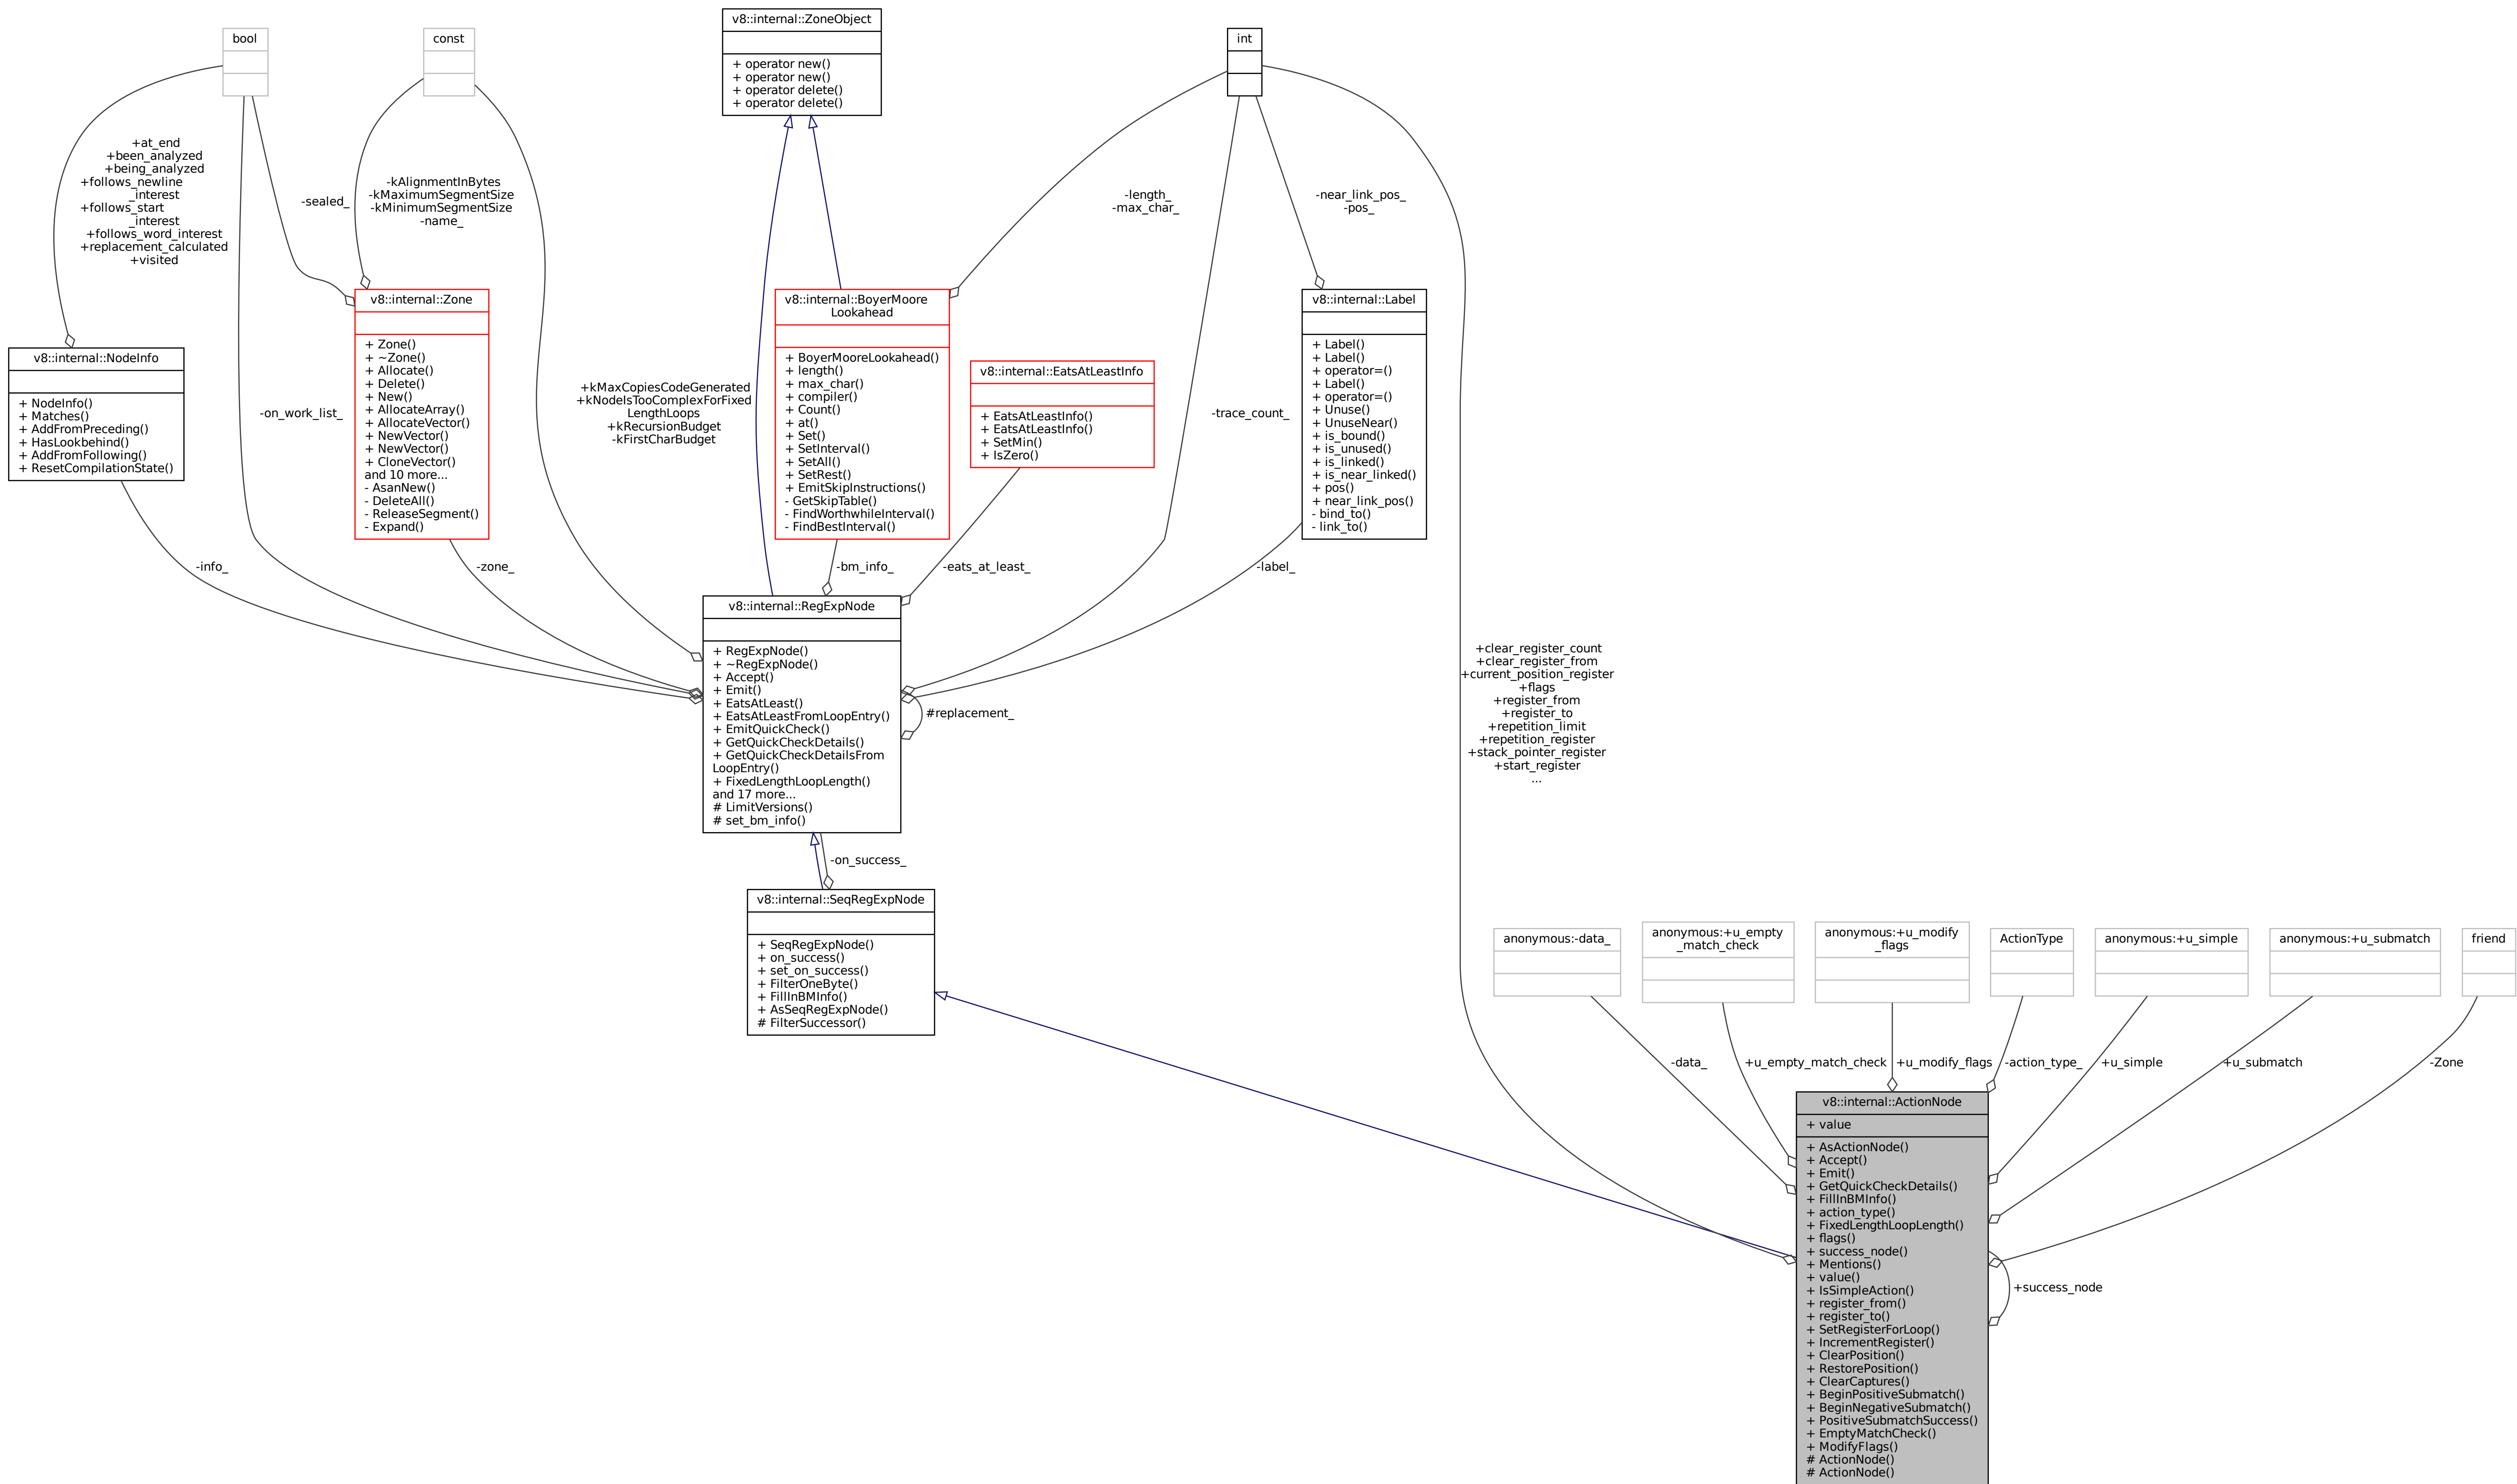 v8::internal::ZoneObject
+ operator new()
+ operator new()
+ operator delete()
+ operator delete()
bool
const
int
+at_end
+been_analyzed
+being_analyzed
+follows_newline
_interest
+follows_start
_interest
+follows_word_interest
+replacement_calculated
+visited
-sealed_
-kAlignmentInBytes
-kMaximumSegmentSize
-kMinimumSegmentSize
-name_
-length_
-max_char_
-near_link_pos_
-pos_
v8::internal::NodeInfo
+ NodeInfo()
+ Matches()
+ AddFromPreceding()
+ HasLookbehind()
+ AddFromFollowing()
+ ResetCompilationState()
-on_work_list_
v8::internal::Zone
+ Zone()
+ ~Zone()
+ Allocate()
+ Delete()
+ New()
+ AllocateArray()
+ AllocateVector()
+ NewVector()
+ NewVector()
+ CloneVector()
and 10 more...
- AsanNew()
- DeleteAll()
- ReleaseSegment()
- Expand()
+kMaxCopiesCodeGenerated
+kNodeIsTooComplexForFixed
LengthLoops
+kRecursionBudget
-kFirstCharBudget
v8::internal::BoyerMoore
Lookahead
+ BoyerMooreLookahead()
+ length()
+ max_char()
+ compiler()
+ Count()
+ at()
+ Set()
+ SetInterval()
+ SetAll()
+ SetRest()
+ EmitSkipInstructions()
- GetSkipTable()
- FindWorthwhileInterval()
- FindBestInterval()
v8::internal::EatsAtLeastInfo
+ EatsAtLeastInfo()
+ EatsAtLeastInfo()
+ SetMin()
+ IsZero()
-trace_count_
v8::internal::Label
+ Label()
+ Label()
+ operator=()
+ Label()
+ operator=()
+ Unuse()
+ UnuseNear()
+ is_bound()
+ is_unused()
+ is_linked()
+ is_near_linked()
+ pos()
+ near_link_pos()
- bind_to()
- link_to()
-info_
-zone_
-bm_info_
-eats_at_least_
-label_
v8::internal::RegExpNode
+ RegExpNode()
+ ~RegExpNode()
+ Accept()
+ Emit()
+ EatsAtLeast()
+ EatsAtLeastFromLoopEntry()
+ EmitQuickCheck()
+ GetQuickCheckDetails()
+ GetQuickCheckDetailsFrom
LoopEntry()
+ FixedLengthLoopLength()
and 17 more...
# LimitVersions()
# set_bm_info()
#replacement_
+clear_register_count
+clear_register_from
+current_position_register
+flags
+register_from
+register_to
+repetition_limit
+repetition_register
+stack_pointer_register
+start_register
...
-on_success_
v8::internal::SeqRegExpNode
+ SeqRegExpNode()
+ on_success()
+ set_on_success()
+ FilterOneByte()
+ FillInBMInfo()
+ AsSeqRegExpNode()
# FilterSuccessor()
anonymous:-data_
anonymous:+u_empty
_match_check
anonymous:+u_modify
_flags
ActionType
anonymous:+u_simple
anonymous:+u_submatch
friend
-data_
+u_empty_match_check
+u_modify_flags
-action_type_
+u_simple
+u_submatch
-Zone
v8::internal::ActionNode
+ value
+ AsActionNode()
+ Accept()
+ Emit()
+ GetQuickCheckDetails()
+ FillInBMInfo()
+ action_type()
+ FixedLengthLoopLength()
+ flags()
+ success_node()
+ Mentions()
+ value()
+ IsSimpleAction()
+ register_from()
+ register_to()
+ SetRegisterForLoop()
+ IncrementRegister()
+ ClearPosition()
+ RestorePosition()
+ ClearCaptures()
+ BeginPositiveSubmatch()
+ BeginNegativeSubmatch()
+ PositiveSubmatchSuccess()
+ EmptyMatchCheck()
+ ModifyFlags()
# ActionNode()
# ActionNode()
+success_node